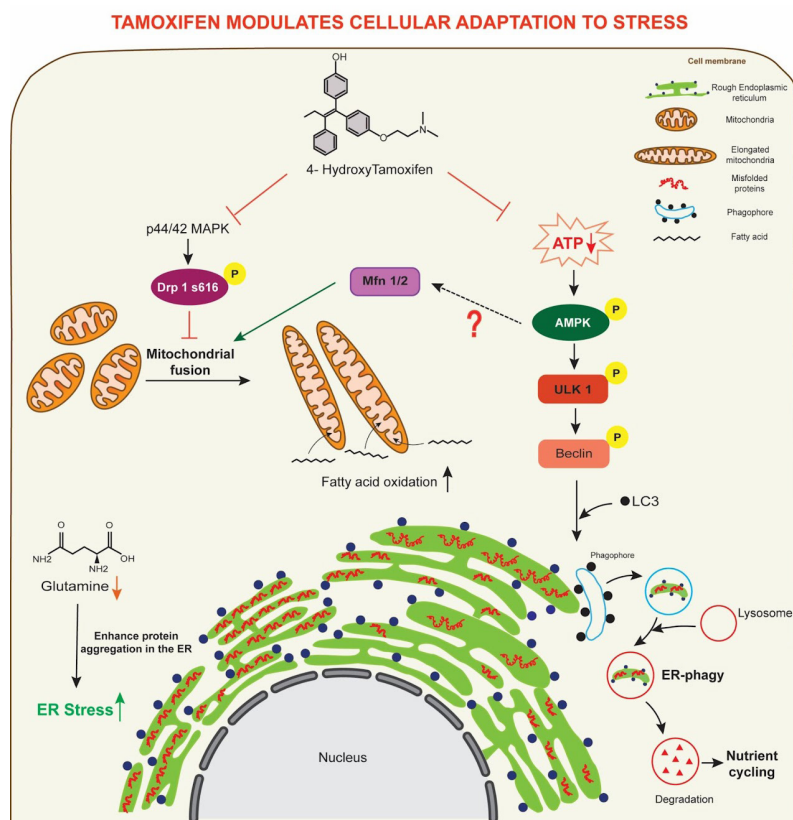 TAMOXIFEN MODULATES CELLULAR ADAPTATION TO STRESS
Cell membrane
Rough Endoplasmic
reticulum
Mitochondria
Elongated
mitochondria
Misfolded
proteins
Phagophore
Fatty acid
OH
N
O
4- HydroxyTamoxifen
p44/42 MAPK
P
Drp 1 s616
Mitochondrial
fusion
Mfn 1/2
?
ATP
P
AMPK
P
ULK 1
P
Beclin
LC3
Fatty acid oxidation
O
O
NH2
OH
NH2
Glutamine
Enhance protein
aggregation in the ER
ER Stress
Phagophore
Lysosome
ER-phagy
Degradation
Nutrient
cycling
Nucleus